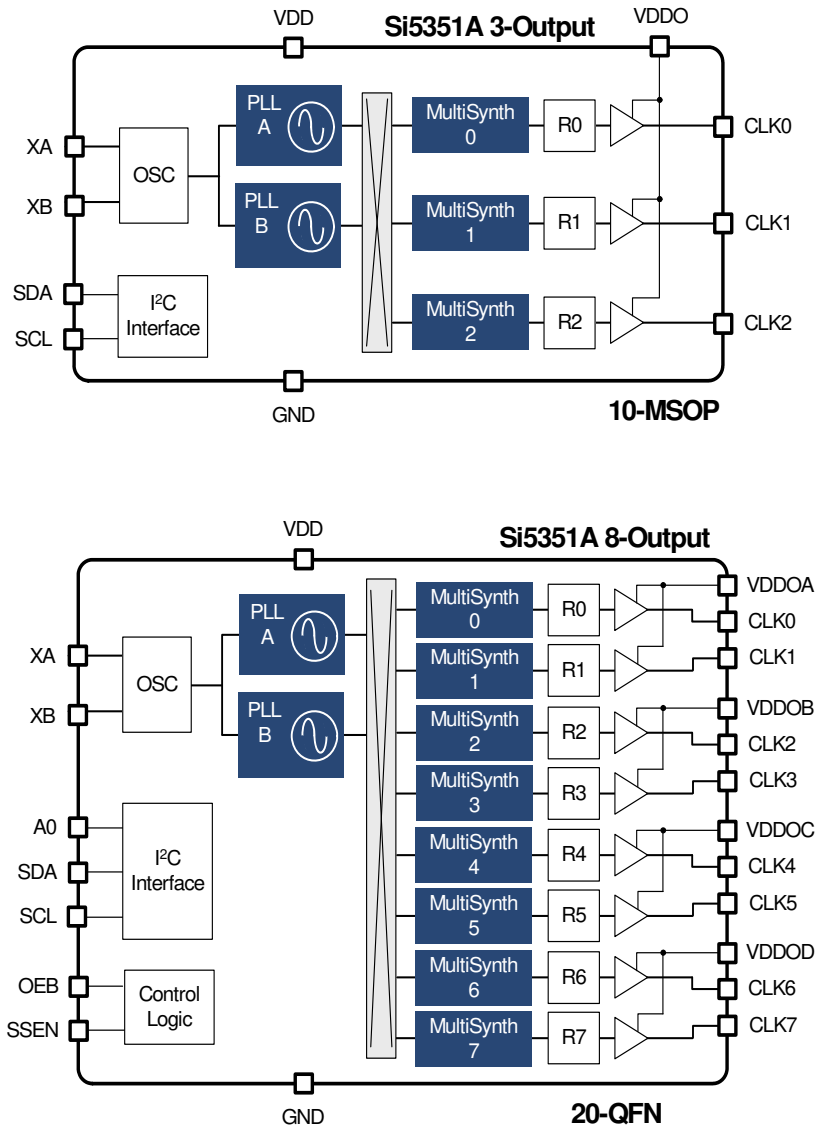 VDD
Si5351A 3-Output
VDDO
PLL
A
MultiSynth
0
R0
CLK0
XA
OSC
XB
PLL
B
MultiSynth
1
R1
CLK1
SDA
I²C
Interface
SCL
MultiSynth
2
R2
CLK2
GND
10-MSOP
VDD
Si5351A 8-Output
VDDOA
PLL
A
MultiSynth
0
R0
CLK0
XA
OSC
XB
MultiSynth
1
R1
CLK1
PLL
B
VDDOB
MultiSynth
2
R2
CLK2
MultiSynth
3
R3
CLK3
A0
I²C
Interface
SDA
SCL
VDDOC
MultiSynth
4
R4
CLK4
MultiSynth
5
R5
CLK5
OEB
Control
Logic
SSEN
VDDOD
MultiSynth
6
R6
CLK6
MultiSynth
7
R7
CLK7
GND
20-QFN